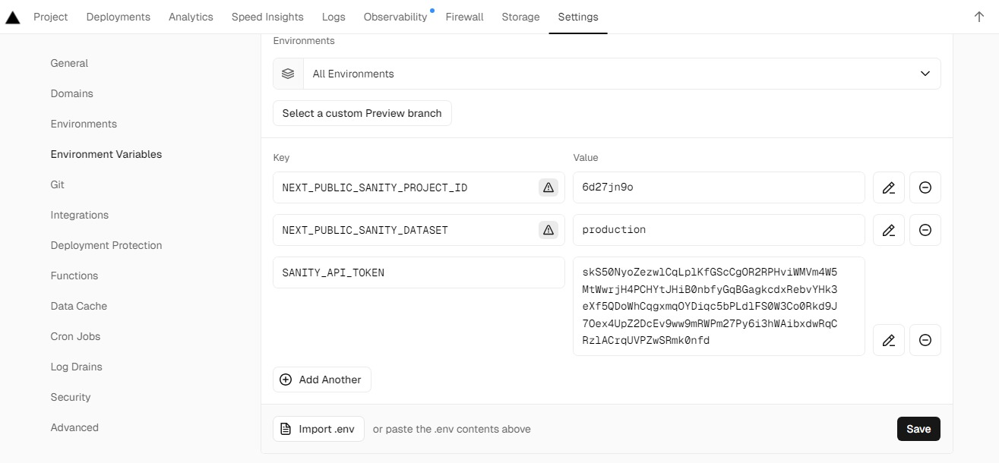 Project Deployments Analytics Speed Insights Logs Observability Firewall Storage Settings
Environments
General
All Environments
Domains
Select a custom Preview branch
Environments
Environment Variables
Key Value
Git
NEXT_PUBLIC_SANITY_PROJECT_ID 6d27jn9o
Integrations
NEXT_PUBLIC_SANITY_DATASET production
Deployment Protection
SANITY_API_TOKEN skS50NyoZezwlCqLplKfGScCgOR2RPHviWMVm4W5
Functions
MtWwrjH4PCHYtJHiB0nbfyGqBGagkcdxRebvYHk3
Data Cache
eXf5QDoWhCqgxmqOYDiqc5bPLdlFS0W3Co0Rkd9J
7Oex4UpZ2DcEv9ww9mRWPm27Py6i3hWAibxdwRqC
Cron Jobs
RzlACrqUVPZwSRmk0nfd
Log Drains
Add Another
Security
Advanced
Import .env or paste the .env contents above Save